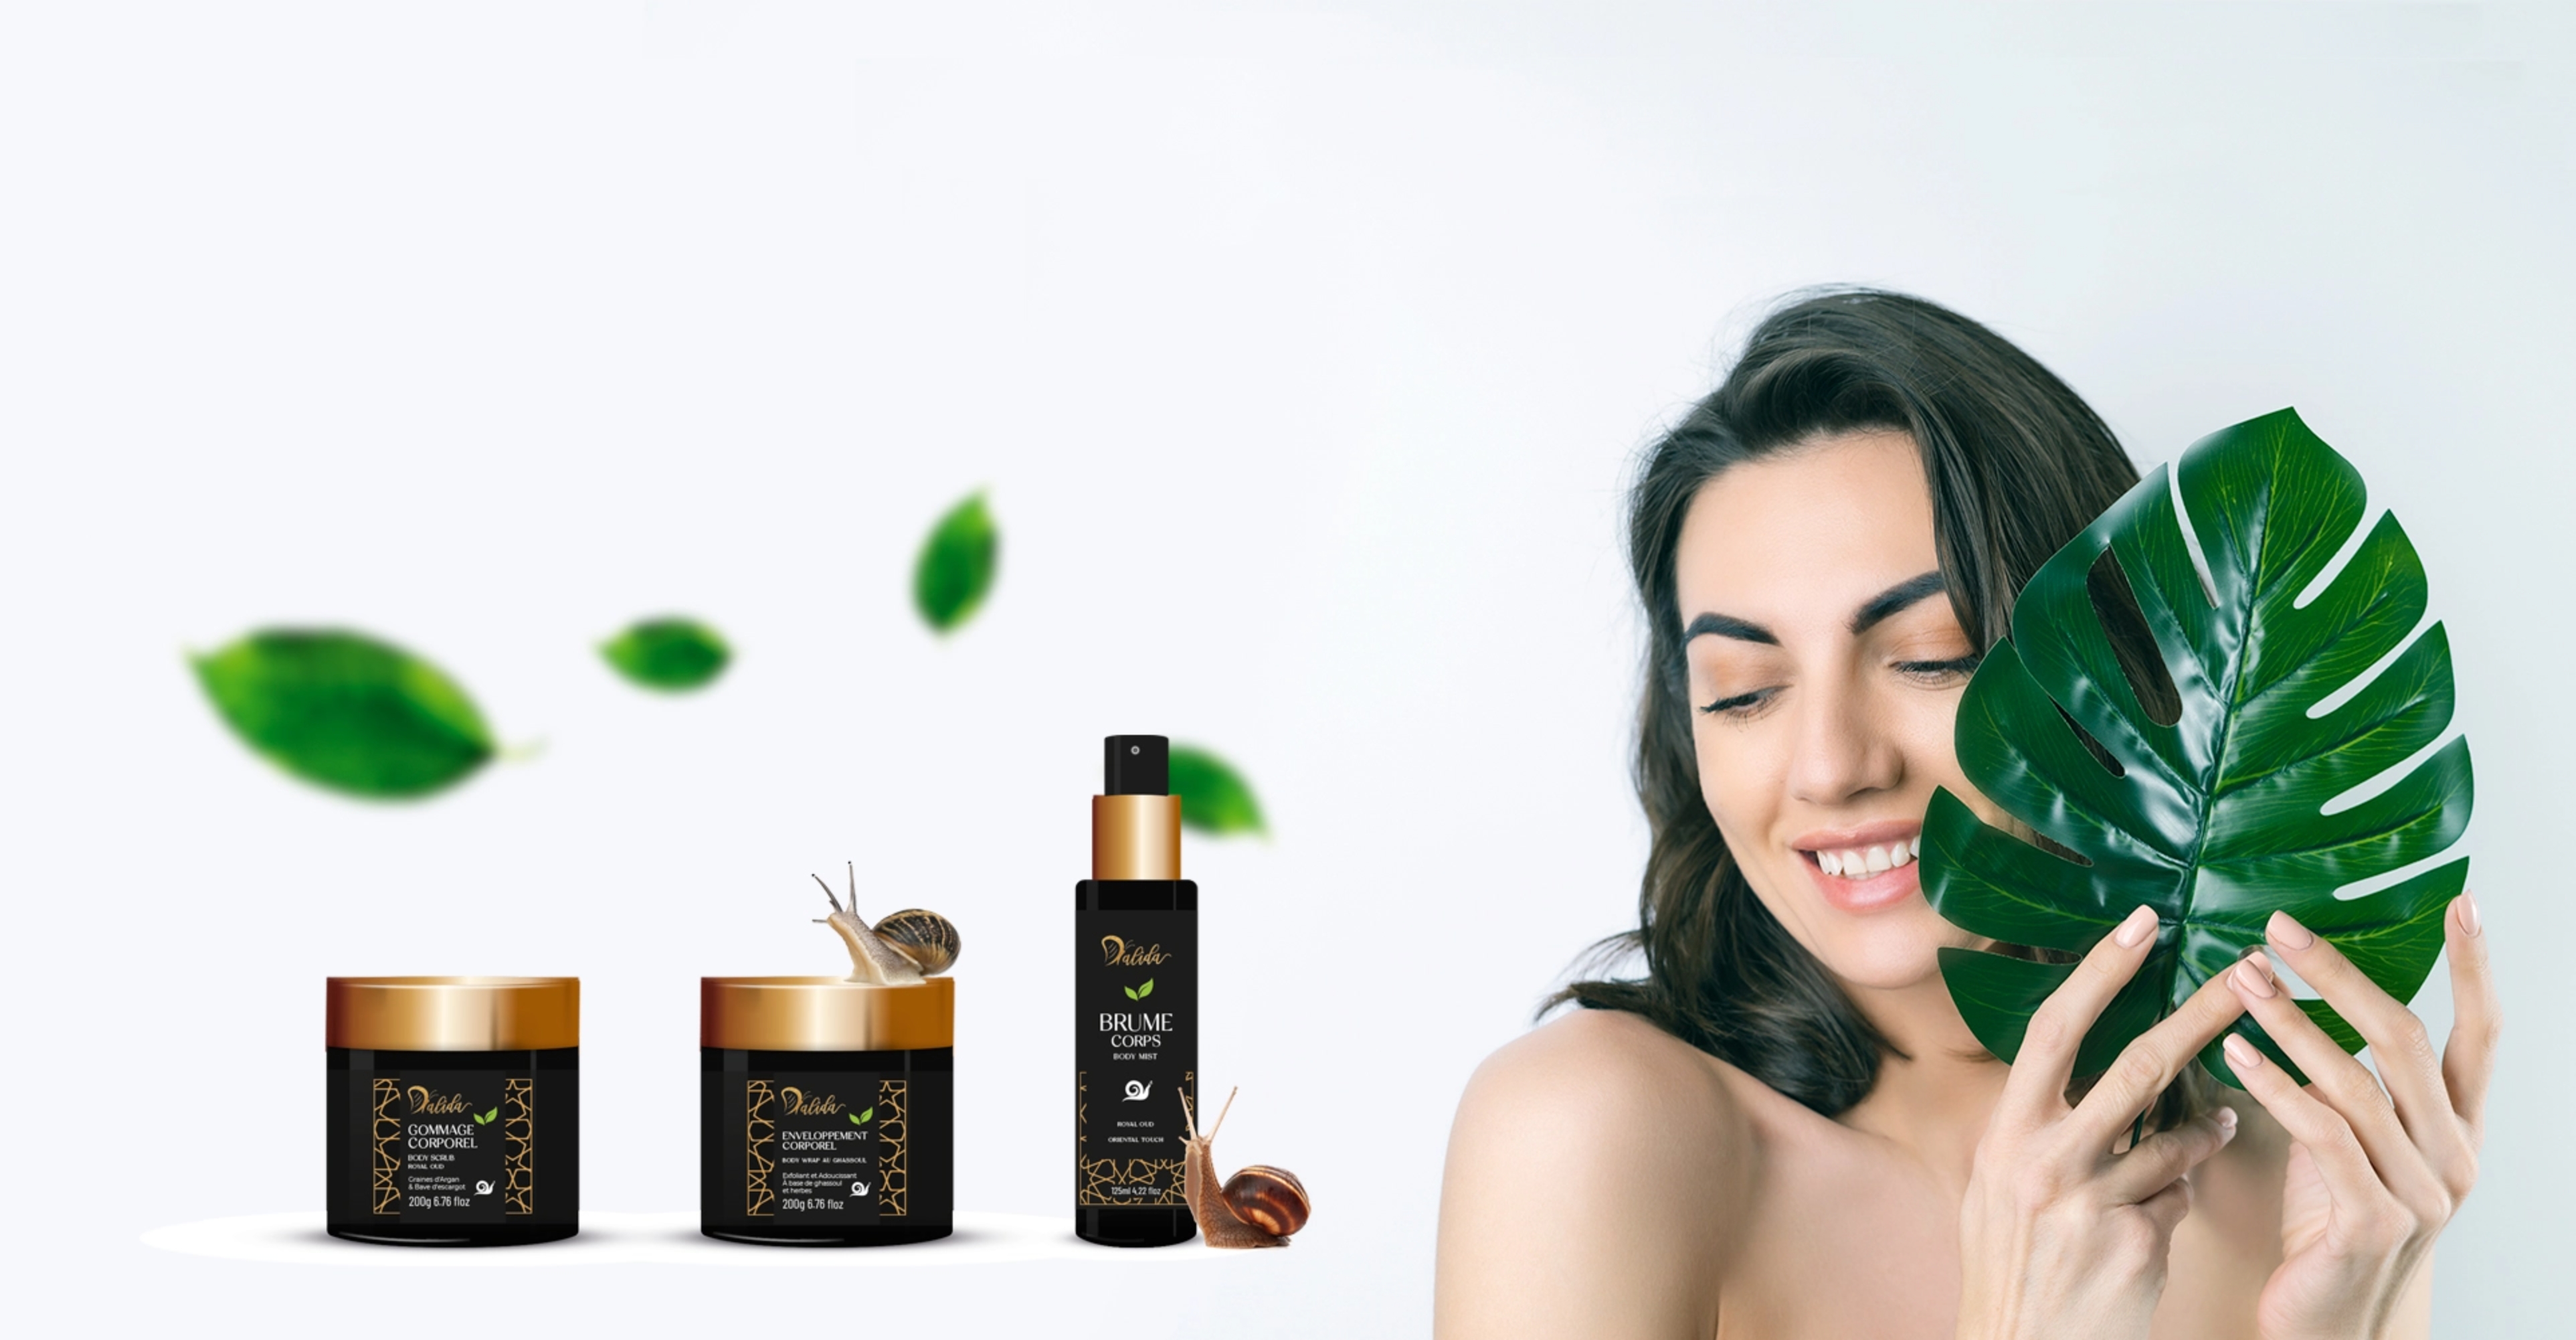 Dalida
GOMMAGE
CORPOREL
BODY SCRUB
ROYAL OUD
Graines d'Argan
& Bave d'escargot
200g 6.76 floz
Dalida
ENVELOPPEMENT
CORPOREL
BODY WRAP AU GHASSOUL
Exfoliant et Adoucissant
À base de ghassoul
et herbes
200g 6.76 floz
Dalida
BRUME
CORPS
BODY MIST
ROYAL OUD
ORIENTAL TOUCH
125ml 4.22 floz